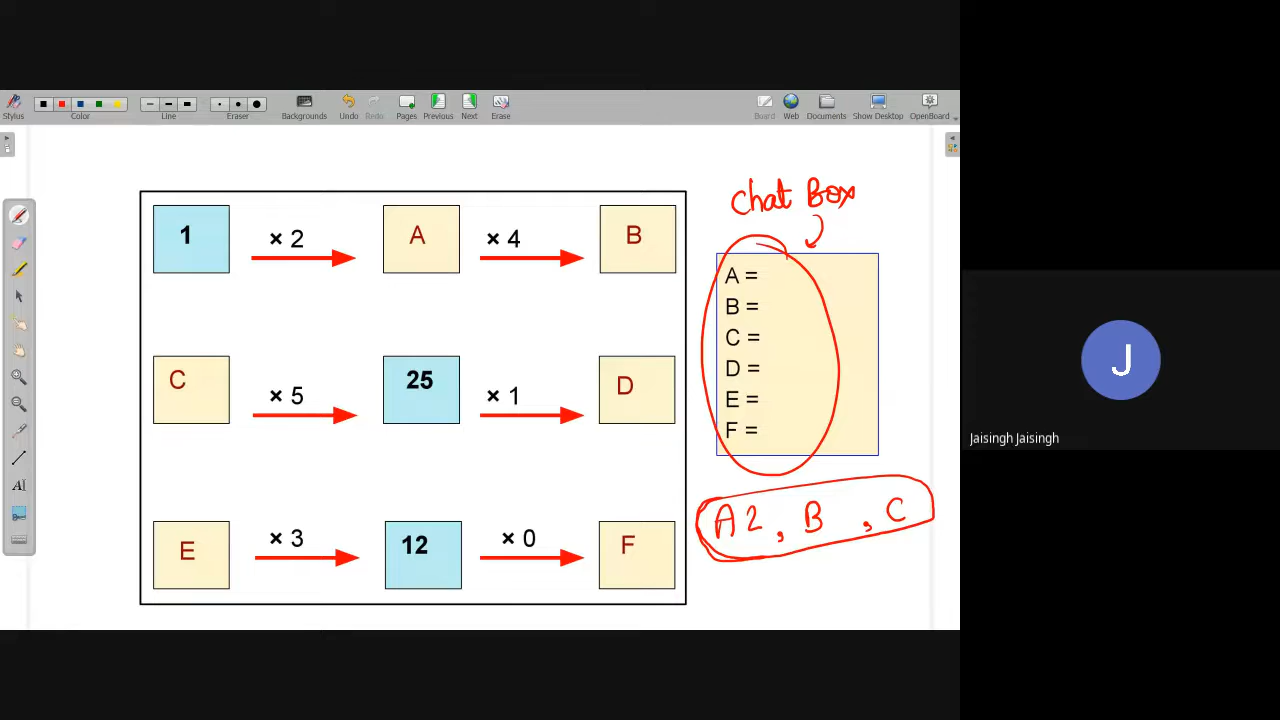 Stylus
Color
Line
Eraser
Backgrounds
Undo
Redo
Pages
Previous
Next
Erase
Board
Web
Documents
Show Desktop
OpenBoard
Chat Box
1 × 2 A × 4 B
C × 5 25 × 1 D
E × 3 12 × 0 F
A =
B =
C =
D =
E =
F =
A 2, B , C
AI
J
Jaisingh Jaisingh